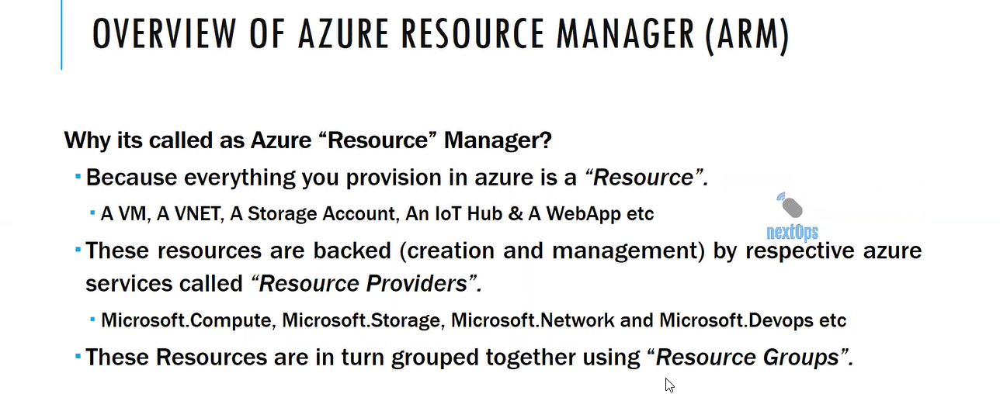 OVERVIEW OF AZURE RESOURCE MANAGER (ARM)
Why its called as Azure “Resource” Manager?
▪ Because everything you provision in azure is a “Resource”.
▪ A VM, A VNET, A Storage Account, An IoT Hub & A WebApp etc
nextOps
▪ These resources are backed (creation and management) by respective azure
services called “Resource Providers”.
▪ Microsoft.Compute, Microsoft.Storage, Microsoft.Network and Microsoft.Devops etc
▪ These Resources are in turn grouped together using “Resource Groups”.